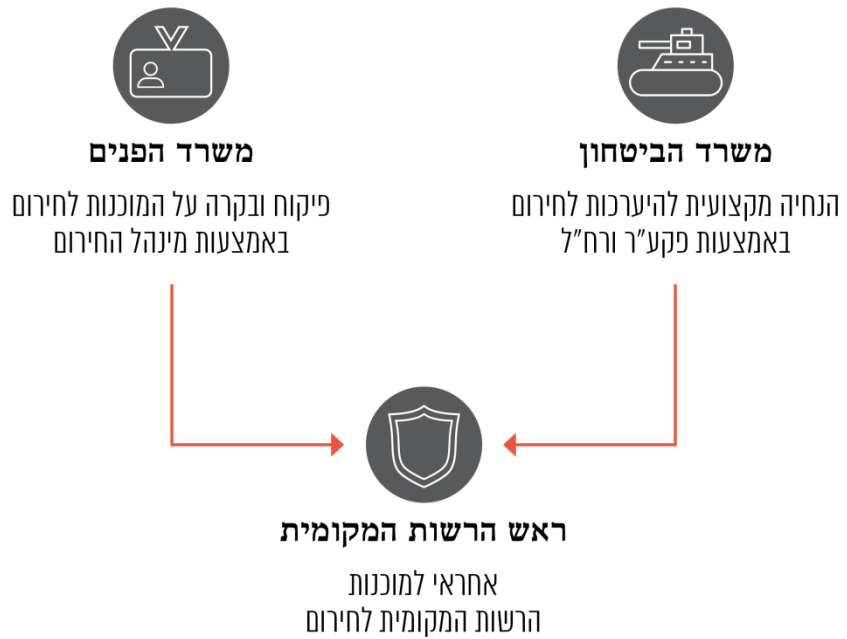 משרד הביטחון
הנחיה מקצועית להיערכות לחירום
באמצעות פקע"ר ורח"ל
משרד הפנים
פיקוח ובקרה על המוכנות לחירום
באמצעות מינהל החירום
ראש הרשות המקומית
אחראי למוכנות
הרשות המקומית לחירום